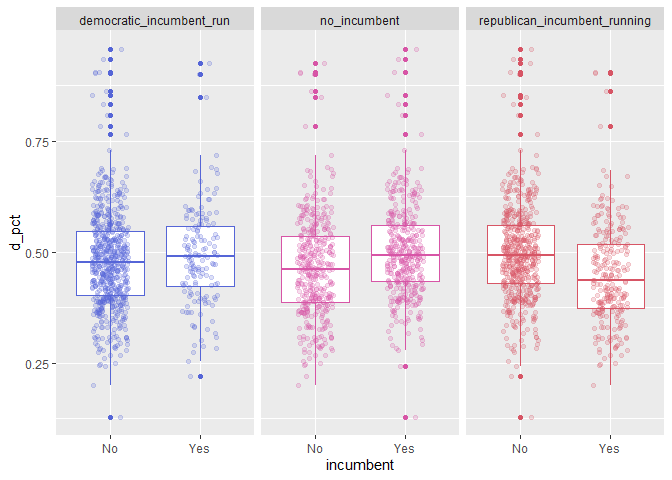 democratic_incumbent_run no_incumbent republican_incumbent_running
d_pct
0.75
0.50
0.25
No Yes No Yes No Yes
incumbent